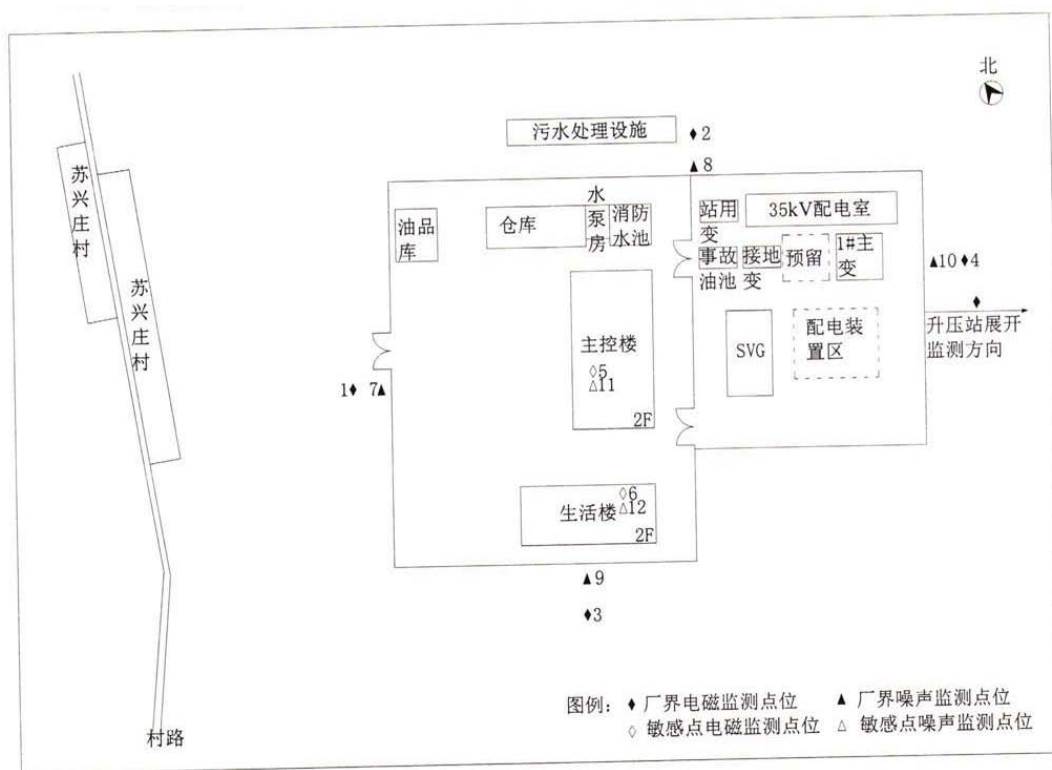 北
污水处理设施
♦2
▲8
苏兴庄村
苏兴庄村
油品
库
仓库
水
泵
房
消防
水池
站用
变
35kV配电室
事故
油池
接地
变
预留
1#主
变
▲10♦4
升压站展开
监测方向
主控楼
◇5
△11
2F
SVG
配电装
置区
1♦ 7▲
生活楼
◇6
△12
2F
▲9
♦3
图例: ♦ 厂界电磁监测点位 ▲ 厂界噪声监测点位
◇ 敏感点电磁监测点位 △ 敏感点噪声监测点位
村路